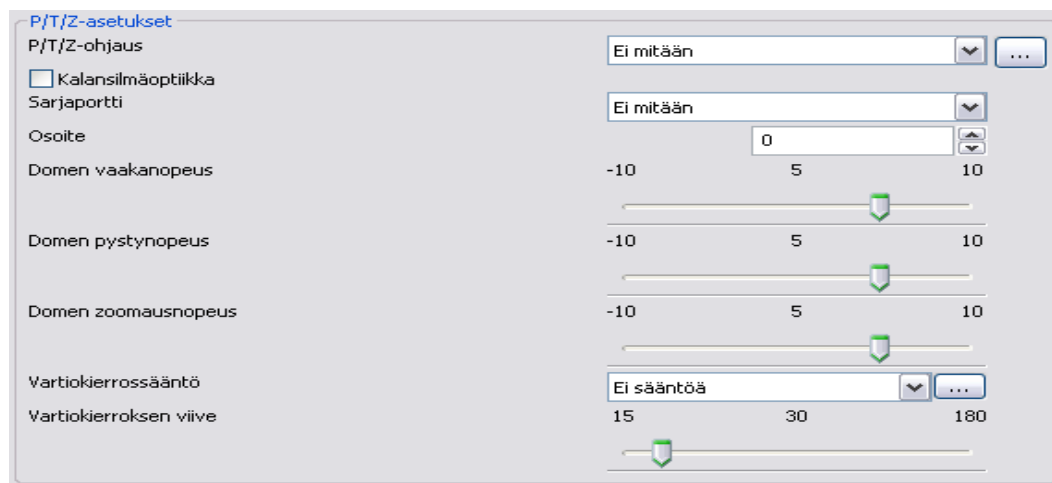 P/T/Z-asetukset
P/T/Z-ohjaus Ei mitään ...
Kalansilmäoptiikka
Sarjaportti Ei mitään
Osoite 0
Domen vaakanopeus -10 5 10
Domen pystynopeus -10 5 10
Domen zoomausnopeus -10 5 10
Vartiokierrossääntö Ei sääntöä ...
Vartiokierroksen viive 15 30 180